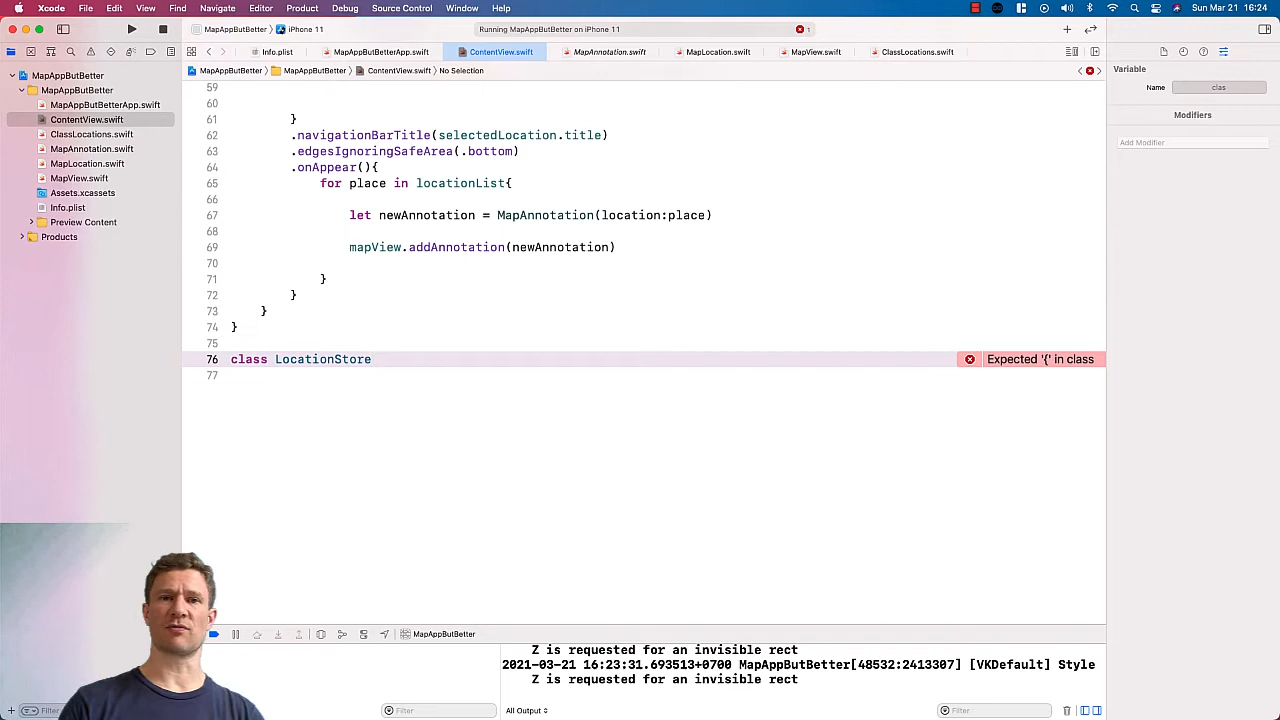 Xcode File Edit View Find Navigate Editor Product Debug Source Control Window Help Sun Mar 21 16:24
MapAppButBetter iPhone 11 Running MapAppButBetter on iPhone 11 1
Info.plist MapAppButBetterApp.swift ContentView.swift MapAnnotation.swift MapLocation.swift MapView.swift ClassLocations.swift
MapAppButBetter MapAppButBetter ContentView.swift No Selection
MapAppButBetter
MapAppButBetter
MapAppButBetterApp.swift
ContentView.swift
ClassLocations.swift
MapAnnotation.swift
MapLocation.swift
MapView.swift
Assets.xcassets
Info.plist
Preview Content
Products
59
60
61 }
62 .navigationBarTitle(selectedLocation.title)
63 .edgesIgnoringSafeArea(.bottom)
64 .onAppear(){
65 for place in locationList{
66
67 let newAnnotation = MapAnnotation(location:place)
68
69 mapView.addAnnotation(newAnnotation)
70
71 }
72 }
73 }
74 }
75
76 class LocationStore Expected '{' in class
77
Variable
Name clas
Modifiers
Add Modifier
MapAppButBetter
Z is requested for an invisible rect
2021-03-21 16:23:31.693513+0700 MapAppButBetter[48532:2413307] [VKDefault] Style
Z is requested for an invisible rect
Filter Filter All Output Filter